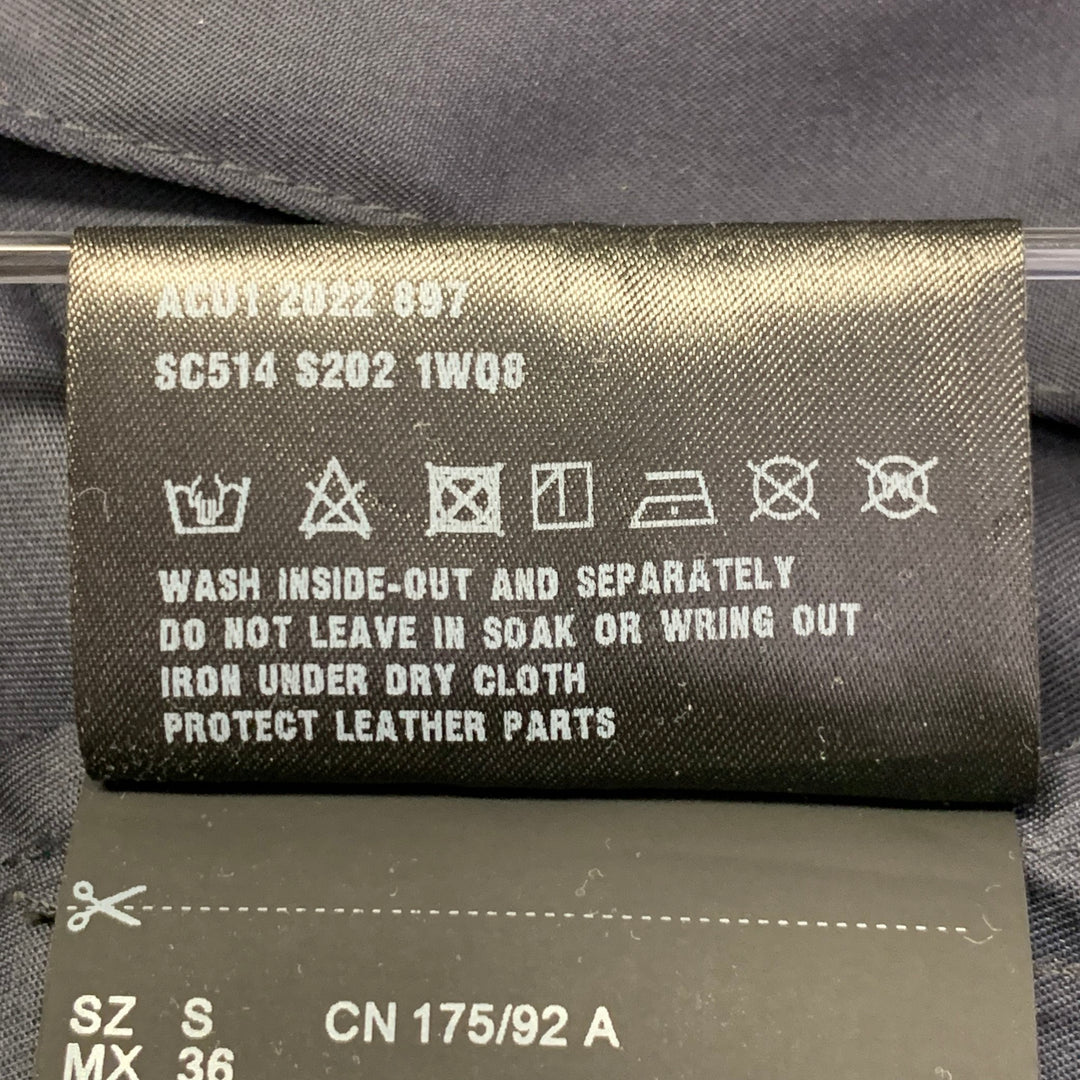 ACU1 2022 897
SC514 S202 1WQ8
WASH INSIDE-OUT AND SEPARATELY
DO NOT LEAVE IN SOAK OR WRING OUT
IRON UNDER DRY CLOTH
PROTECT LEATHER PARTS
SZ S CN 175/92 A
MX 36